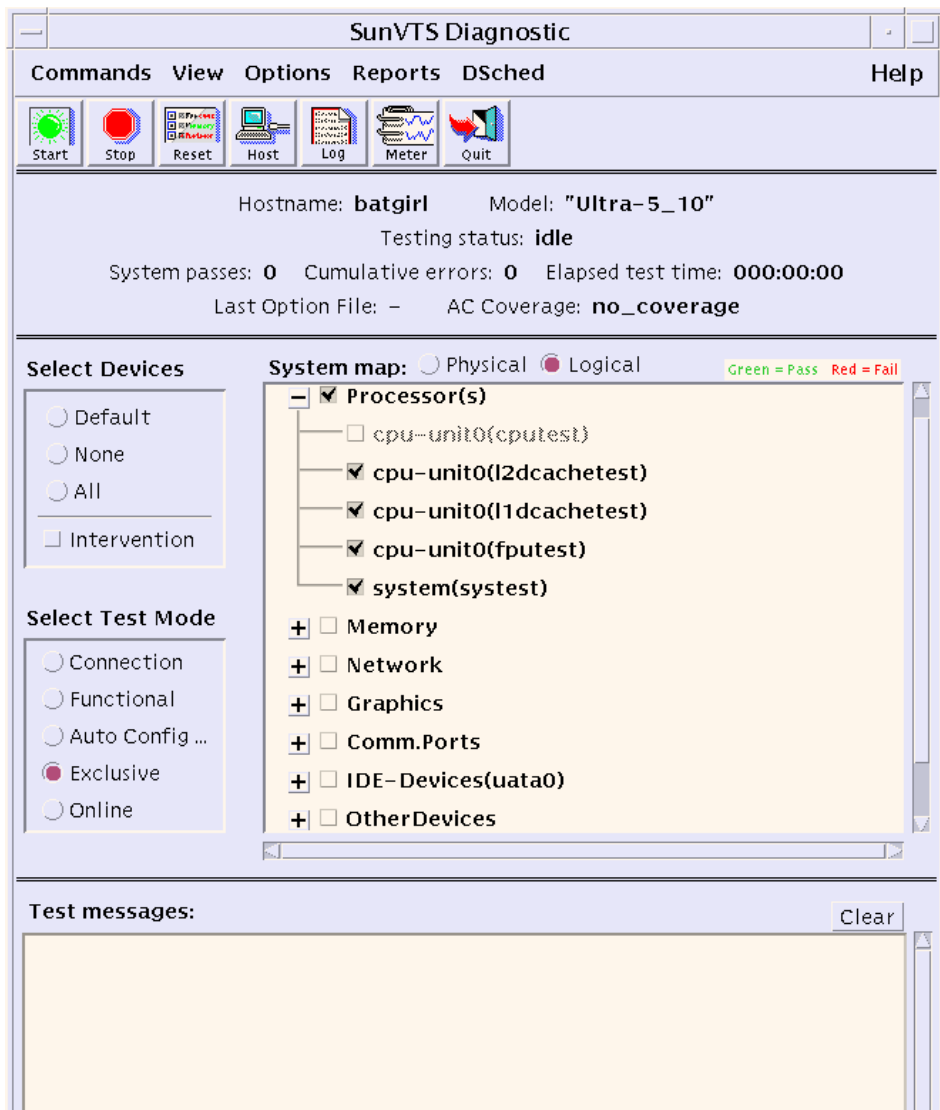 SunVTS Diagnostic
Commands View Options Reports DSched Help
Start Stop Reset Host Log Meter Quit
Hostname: batgirl Model: "Ultra-5_10"
Testing status: idle
System passes: 0 Cumulative errors: 0 Elapsed test time: 000:00:00
Last Option File: - AC Coverage: no_coverage
Select Devices
Default
None
All
Intervention
Select Test Mode
Connection
Functional
Auto Config ...
Exclusive
Online
System map: Physical Logical
Green = Pass Red = Fail
Processor(s)
cpu-unit0(cputest)
cpu-unit0(l2dcachetest)
cpu-unit0(l1dcachetest)
cpu-unit0(fputest)
system(systest)
Memory
Network
Graphics
Comm.Ports
IDE-Devices(uata0)
OtherDevices
Test messages:
Clear